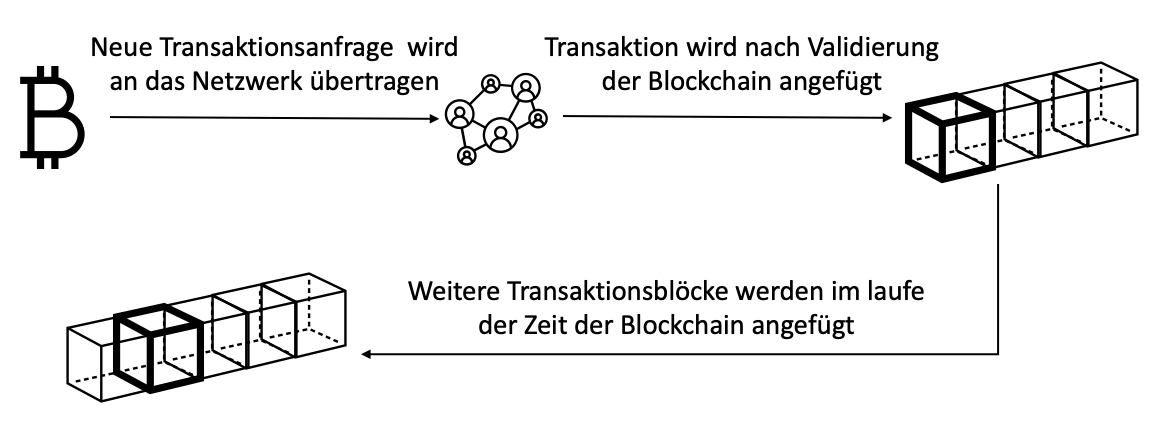 Neue Transaktionsanfrage wird
an das Netzwerk übertragen
Transaktion wird nach Validierung
der Blockchain angefügt
Weitere Transaktionsblöcke werden im laufe
der Zeit der Blockchain angefügt